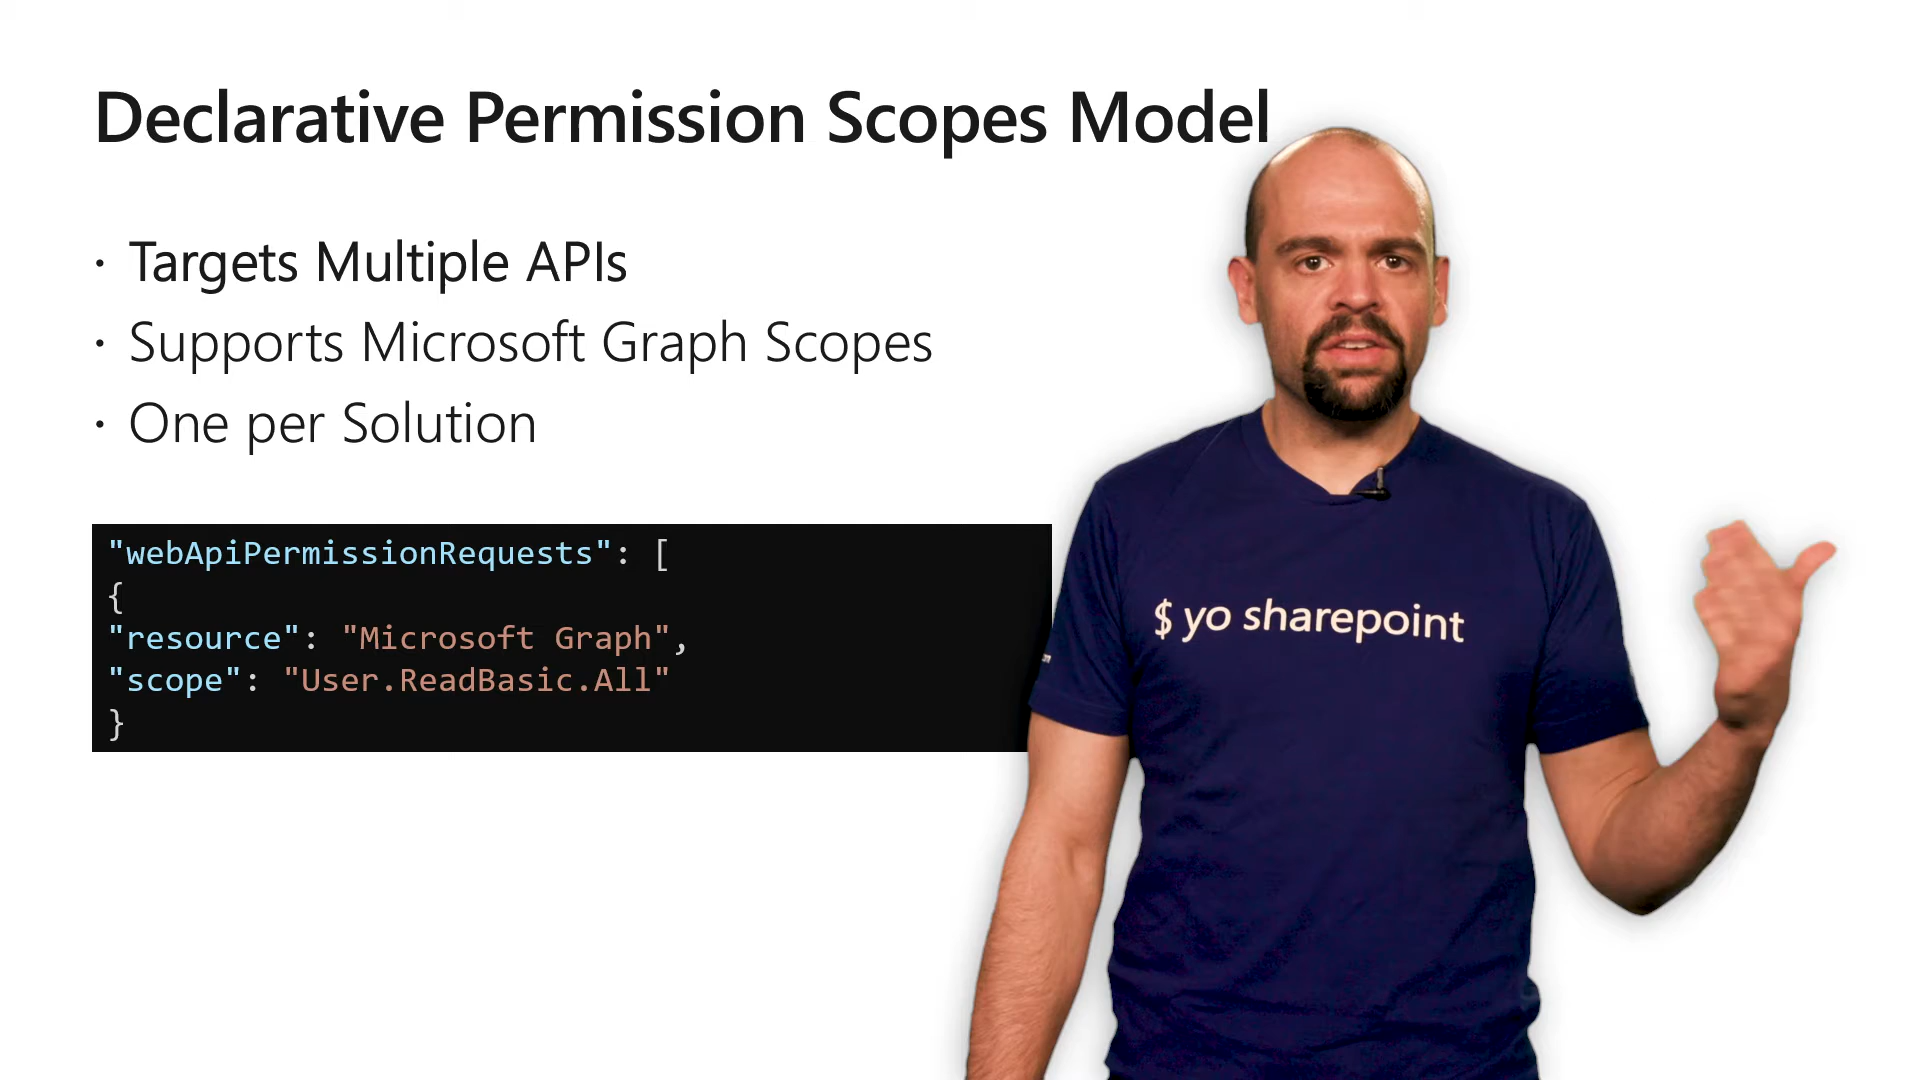 Declarative Permission Scopes Model
· Targets Multiple APIs
· Supports Microsoft Graph Scopes
· One per Solution
"webApiPermissionRequests": [
{
"resource": "Microsoft Graph",
"scope": "User.ReadBasic.All"
}
$ yo sharepoint